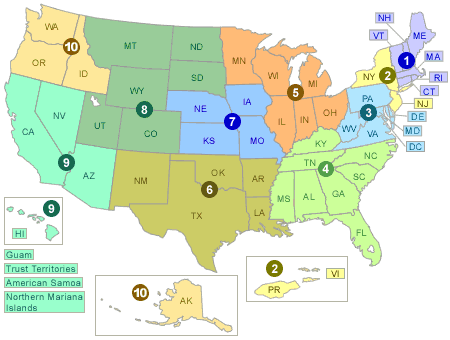 NH
WA
MT
ND
VT
ME
10
MN
1
MA
OR
ID
WI
MI
NY
2
RI
SD
CT
WY
5
PA
NJ
8
NE
IA
3
DE
NV
IL
IN
OH
MD
CA
UT
CO
7
WV
VA
DC
KS
MO
KY
9
TN
NC
4
AZ
NM
OK
AR
SC
6
MS
AL
GA
TX
LA
9
FL
HI
Guam
Trust Territories
American Samoa
Northern Mariana
Islands
10
AK
2
VI
PR